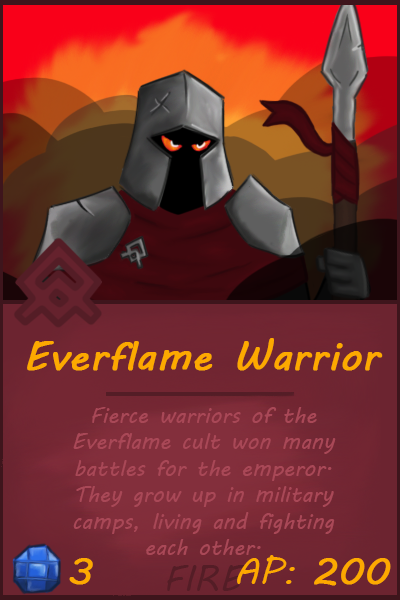 Everflame Warrior
Fierce warriors of the
Everflame cult won many
battles for the emperor.
They grow up in military
camps, living and fighting
each other.
3
FIRE
AP: 200